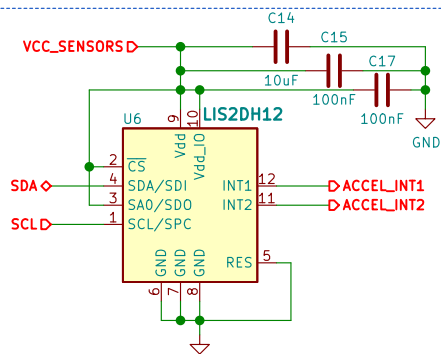 C14
VCC_SENSORS
C15
10uF
C17
100nF
100nF
U6
LIS2DH12
GND
9
10
Vdd
Vdd_IO
2
CS
4
SDA
SDA/SDI
INT1
12
ACCEL_INT1
3
SA0/SDO
INT2
11
ACCEL_INT2
SCL
1
SCL/SPC
GND
GND
GND
RES
5
6
7
8